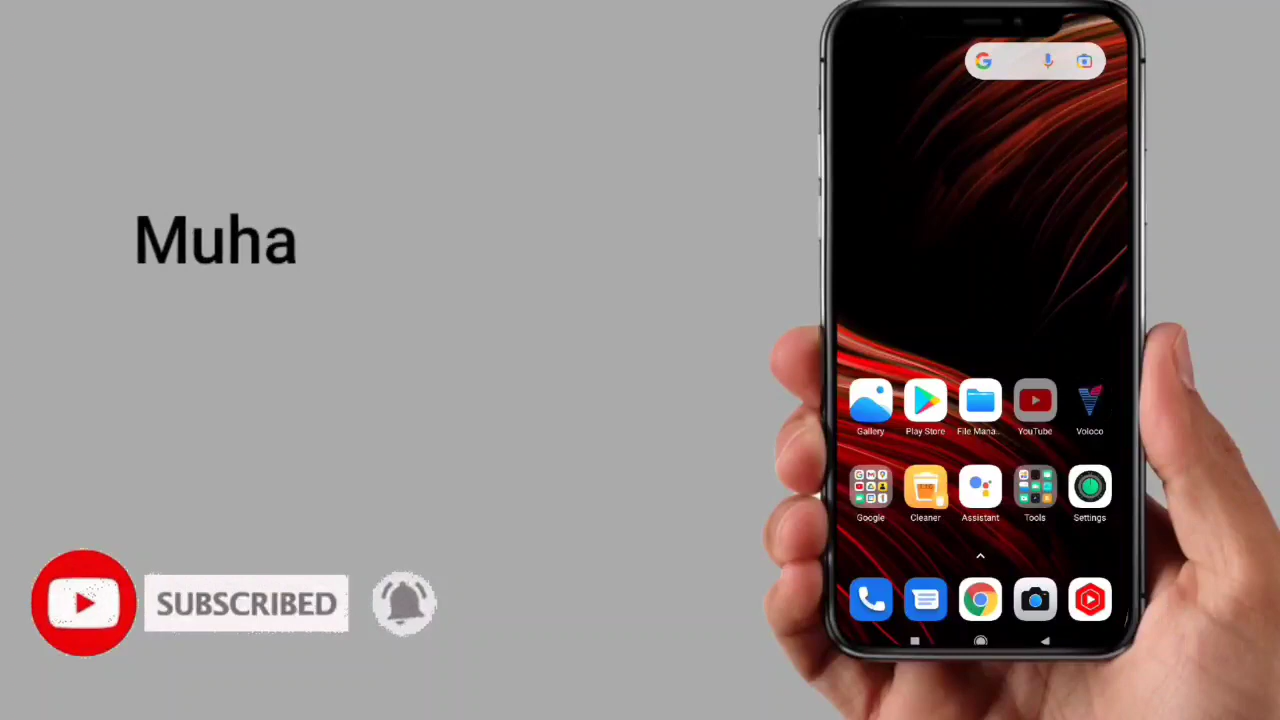 Muha
SUBSCRIBED
Gallery
Play Store
File Mana..
YouTube
Voloco
Google
Cleaner
Assistant
Tools
Settings